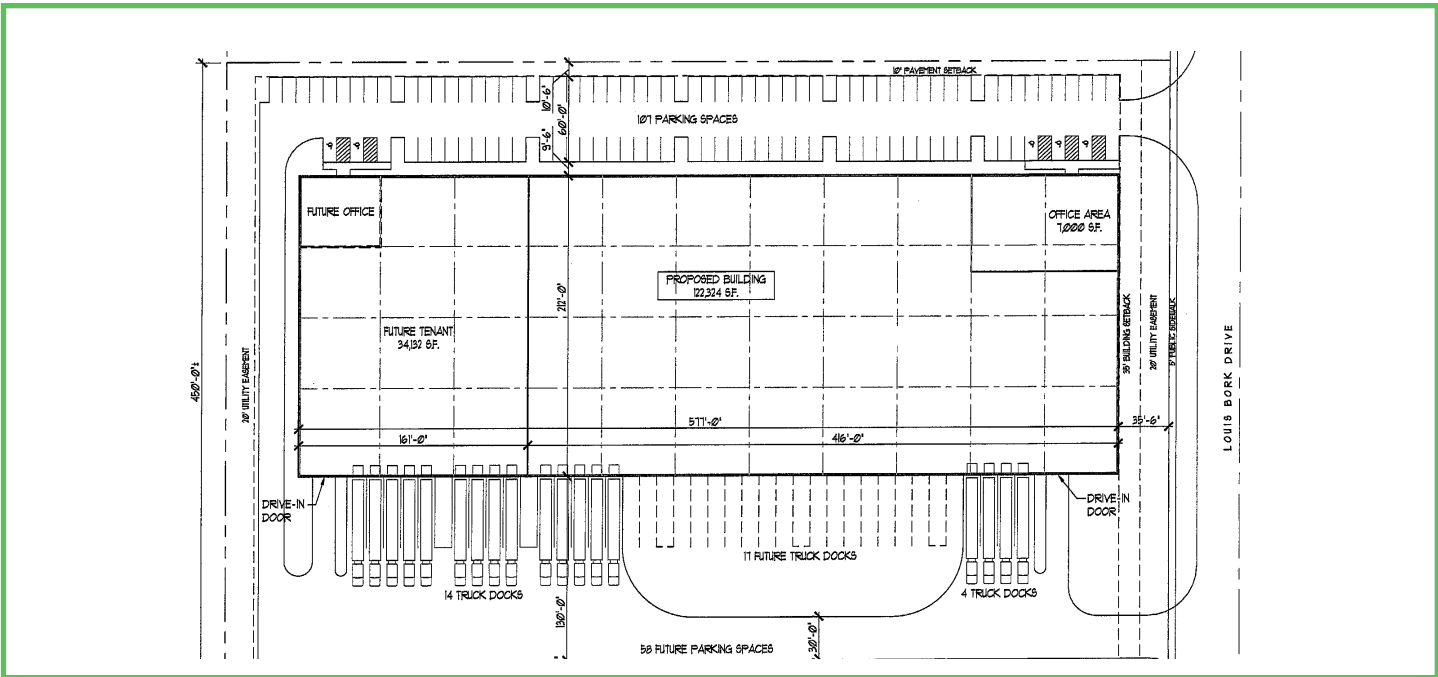 10' PAVEMENT SETBACK
10'-6"
60'-0"
9'-6"
107 PARKING SPACES
FUTURE OFFICE
OFFICE AREA
7,000 S.F.
PROPOSED BUILDING
122,324 S.F.
212'-0"
FUTURE TENANT
34,132 S.F.
450'-0"±
20' UTILITY EASEMENT
35' BUILDING SETBACK
20' UTILITY EASEMENT
5' PUBLIC SIDEWALK
LOUIS BORK DRIVE
577'-0"
35'-6"
161'-0"
416'-0"
DRIVE-IN
DOOR
DRIVE-IN
DOOR
17 FUTURE TRUCK DOCKS
14 TRUCK DOCKS
4 TRUCK DOCKS
130'-0"
30'-0"
58 FUTURE PARKING SPACES